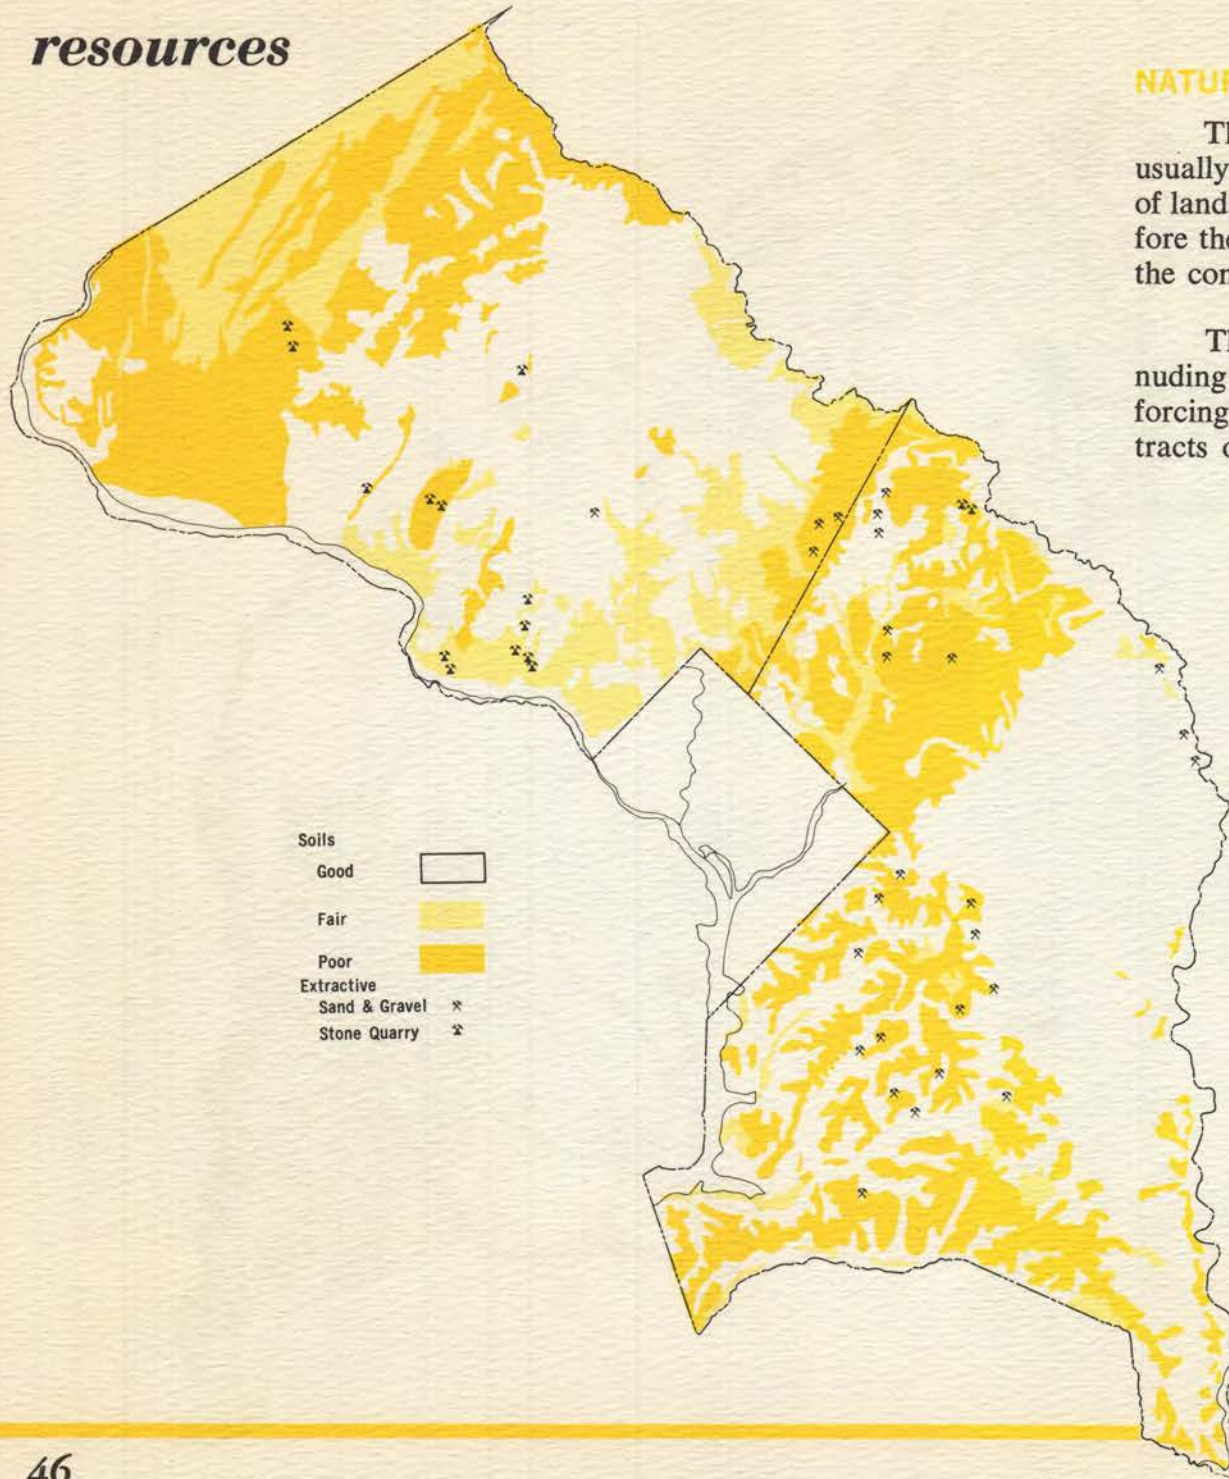 resources
Th
usually
of land
fore the
the con
Th
nuding
forcing
tracts o
Soils
Good
Fair
Poor
Extractive
Sand & Gravel
Stone Quarry
46